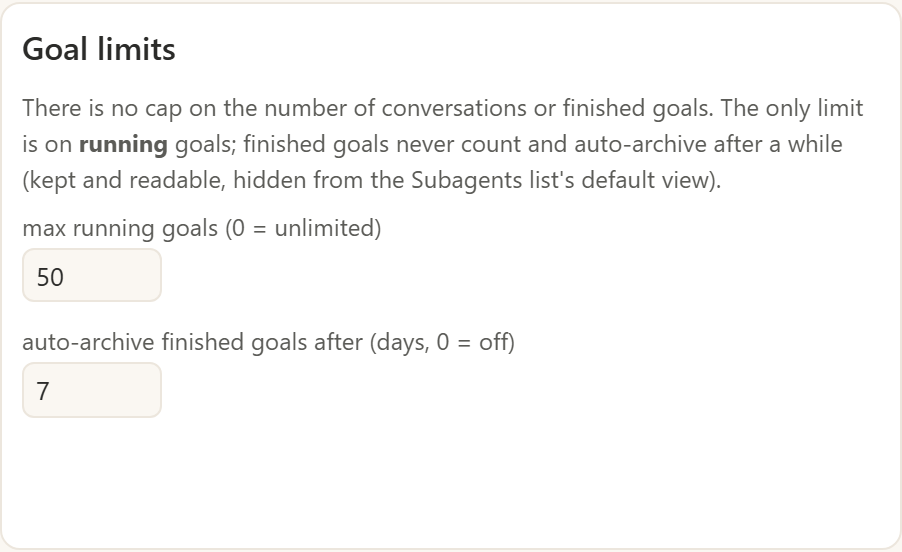 Goal limits
There is no cap on the number of conversations or finished goals. The only limit
is on running goals; finished goals never count and auto-archive after a while
(kept and readable, hidden from the Subagents list's default view).
max running goals (0 = unlimited)
50
auto-archive finished goals after (days, 0 = off)
7